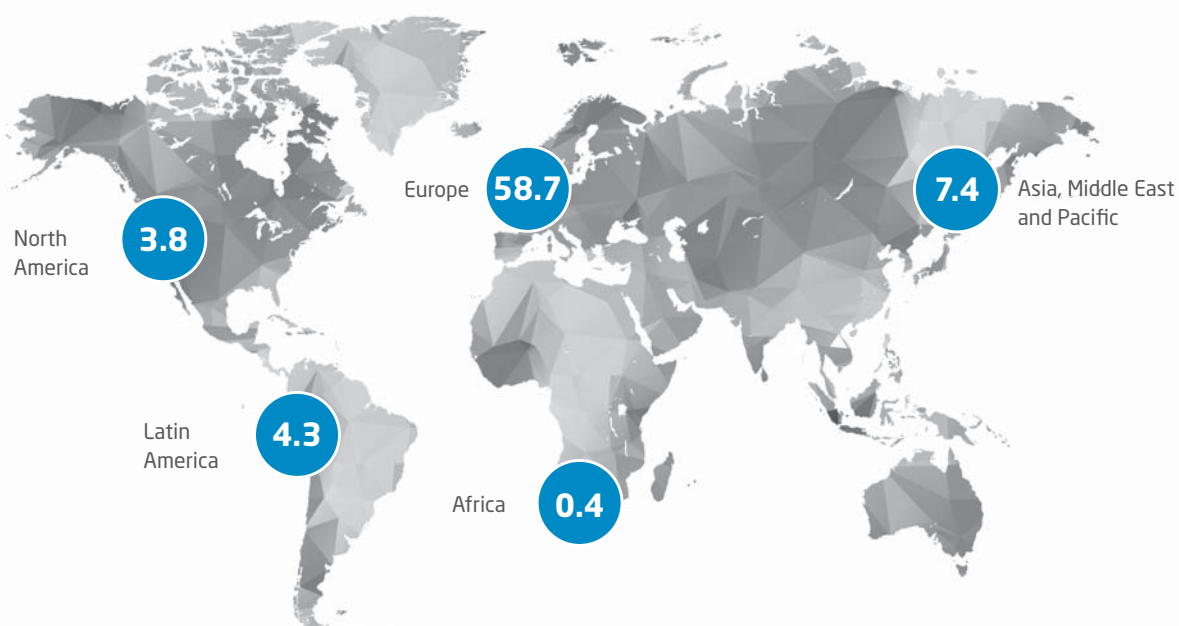 Europe
58.7
7.4
Asia, Middle East
and Pacific
North
America
3.8
Latin
America
4.3
Africa
0.4